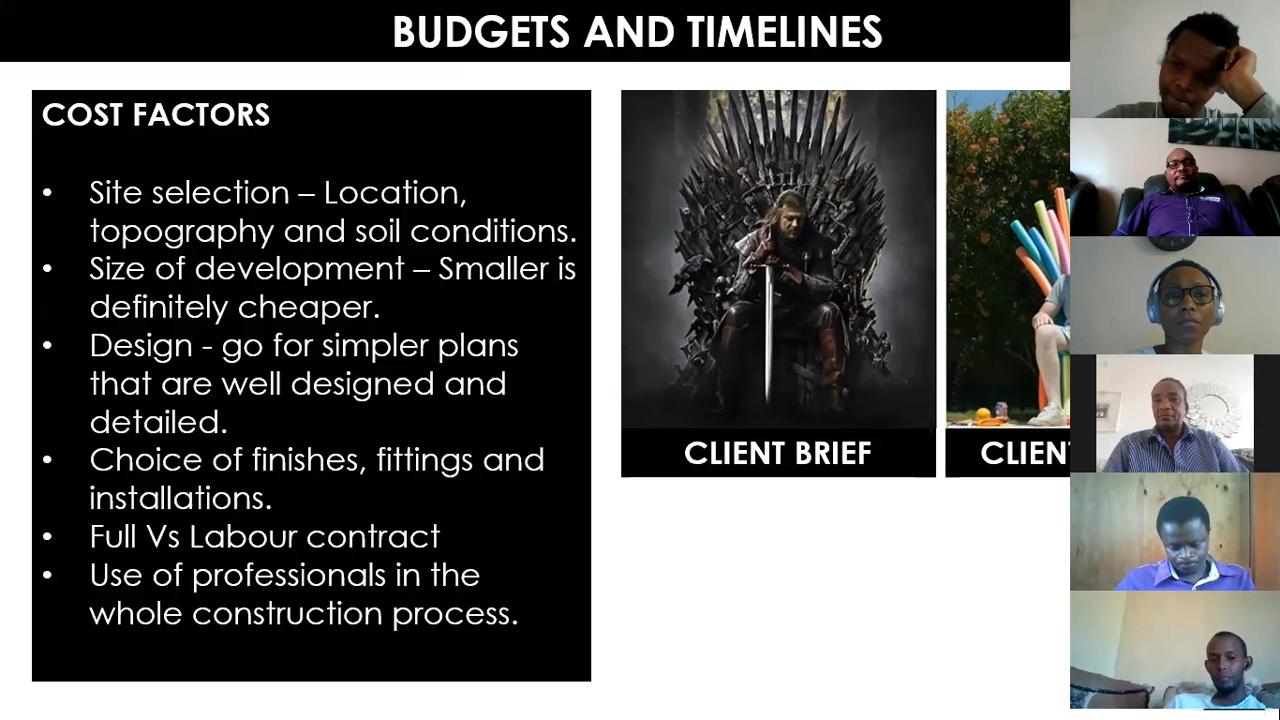 BUDGETS AND TIMELINES
COST FACTORS
• Site selection – Location,
topography and soil conditions.
• Size of development – Smaller is
definitely cheaper.
• Design - go for simpler plans
that are well designed and
detailed.
• Choice of finishes, fittings and
installations.
• Full Vs Labour contract
• Use of professionals in the
whole construction process.
CLIENT BRIEF